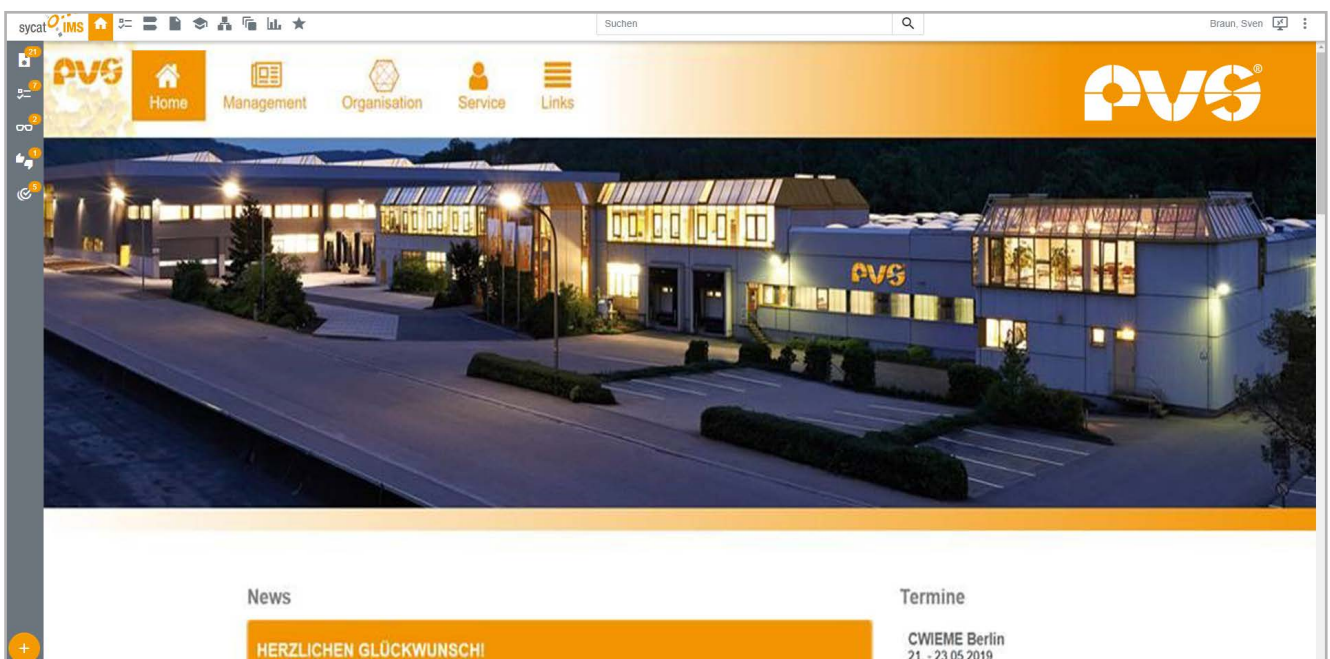 sycat IMS
Suchen
Braun, Sven
21
7
2
1
5
PVS
Home
Management
Organisation
Service
Links
PVS®
PVS
News
Termine
HERZLICHEN GLÜCKWUNSCH!
CWIEME Berlin
21. - 23.05.2019